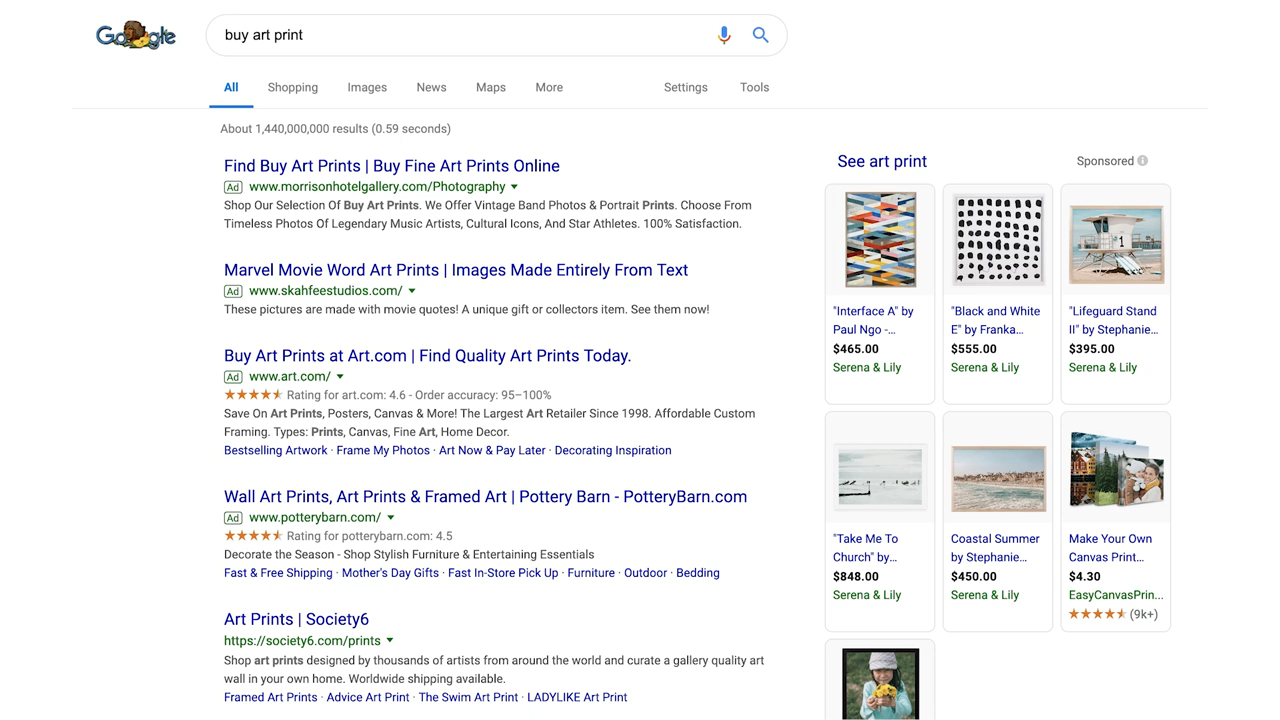 Google
buy art print
All Shopping Images News Maps More Settings Tools
About 1,440,000,000 results (0.59 seconds)
Find Buy Art Prints | Buy Fine Art Prints Online
Ad www.morrisonhotelgallery.com/Photography
Shop Our Selection Of Buy Art Prints. We Offer Vintage Band Photos & Portrait Prints. Choose From
Timeless Photos Of Legendary Music Artists, Cultural Icons, And Star Athletes. 100% Satisfaction.
Marvel Movie Word Art Prints | Images Made Entirely From Text
Ad www.skahfeestudios.com/
These pictures are made with movie quotes! A unique gift or collectors item. See them now!
Buy Art Prints at Art.com | Find Quality Art Prints Today.
Ad www.art.com/
Rating for art.com: 4.6 - Order accuracy: 95–100%
Save On Art Prints, Posters, Canvas & More! The Largest Art Retailer Since 1998. Affordable Custom
Framing. Types: Prints, Canvas, Fine Art, Home Decor.
Bestselling Artwork · Frame My Photos · Art Now & Pay Later · Decorating Inspiration
Wall Art Prints, Art Prints & Framed Art | Pottery Barn - PotteryBarn.com
Ad www.potterybarn.com/
Rating for potterybarn.com: 4.5
Decorate the Season - Shop Stylish Furniture & Entertaining Essentials
Fast & Free Shipping · Mother's Day Gifts · Fast In-Store Pick Up · Furniture · Outdoor · Bedding
Art Prints | Society6
https://society6.com/prints
Shop art prints designed by thousands of artists from around the world and curate a gallery quality art
wall in your own home. Worldwide shipping available.
Framed Art Prints · Advice Art Print · The Swim Art Print · LADYLIKE Art Print
See art print
Sponsored
1
"Interface A" by
Paul Ngo -...
$465.00
Serena & Lily
"Black and White
E" by Franka...
$555.00
Serena & Lily
"Lifeguard Stand
II" by Stephanie...
$395.00
Serena & Lily
"Take Me To
Church" by...
$848.00
Serena & Lily
Coastal Summer
by Stephanie...
$450.00
Serena & Lily
Make Your Own
Canvas Print...
$4.30
EasyCanvasPrin...
(9k+)